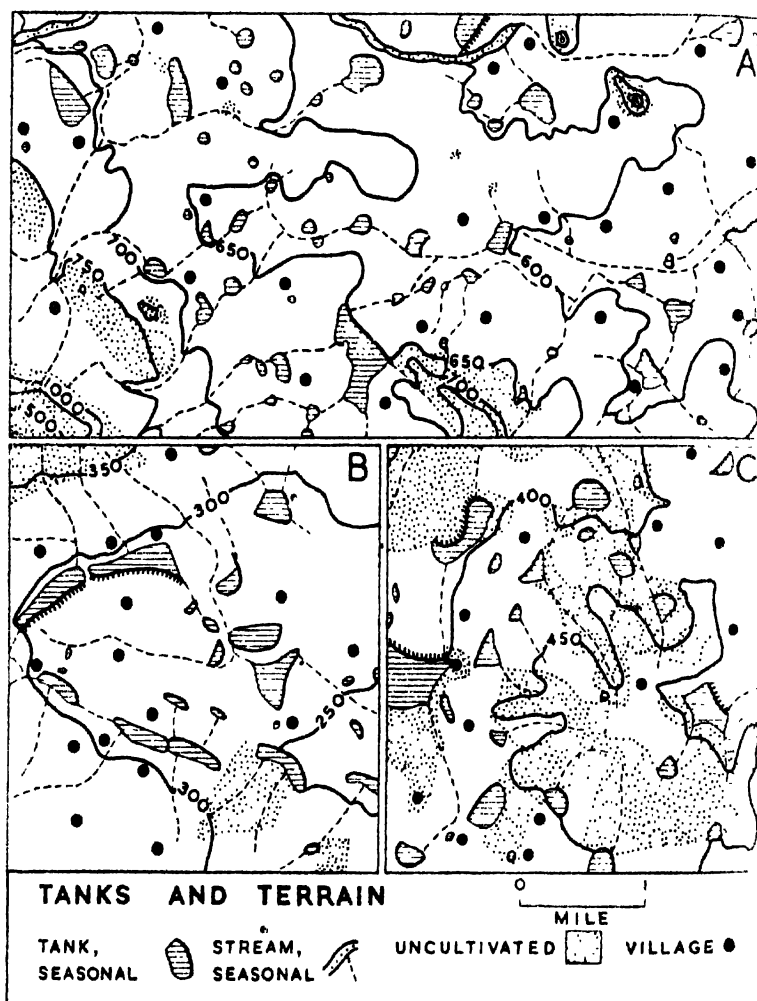 A
750
700
650
600
650
700
1000
500
B
350
300
250
300
C
400
450
TANKS AND TERRAIN
0 1
MILE
TANK, SEASONAL
STREAM, SEASONAL
UNCULTIVATED
VILLAGE